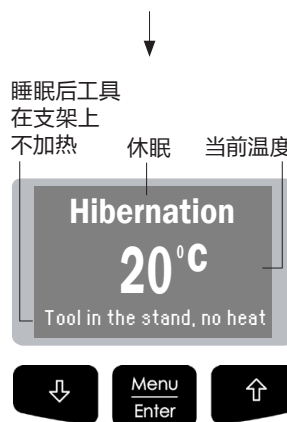 睡眠后工具
在支架上
不加热
休眠
当前温度
Hibernation
20°C
Tool in the stand, no heat
Menu
Enter